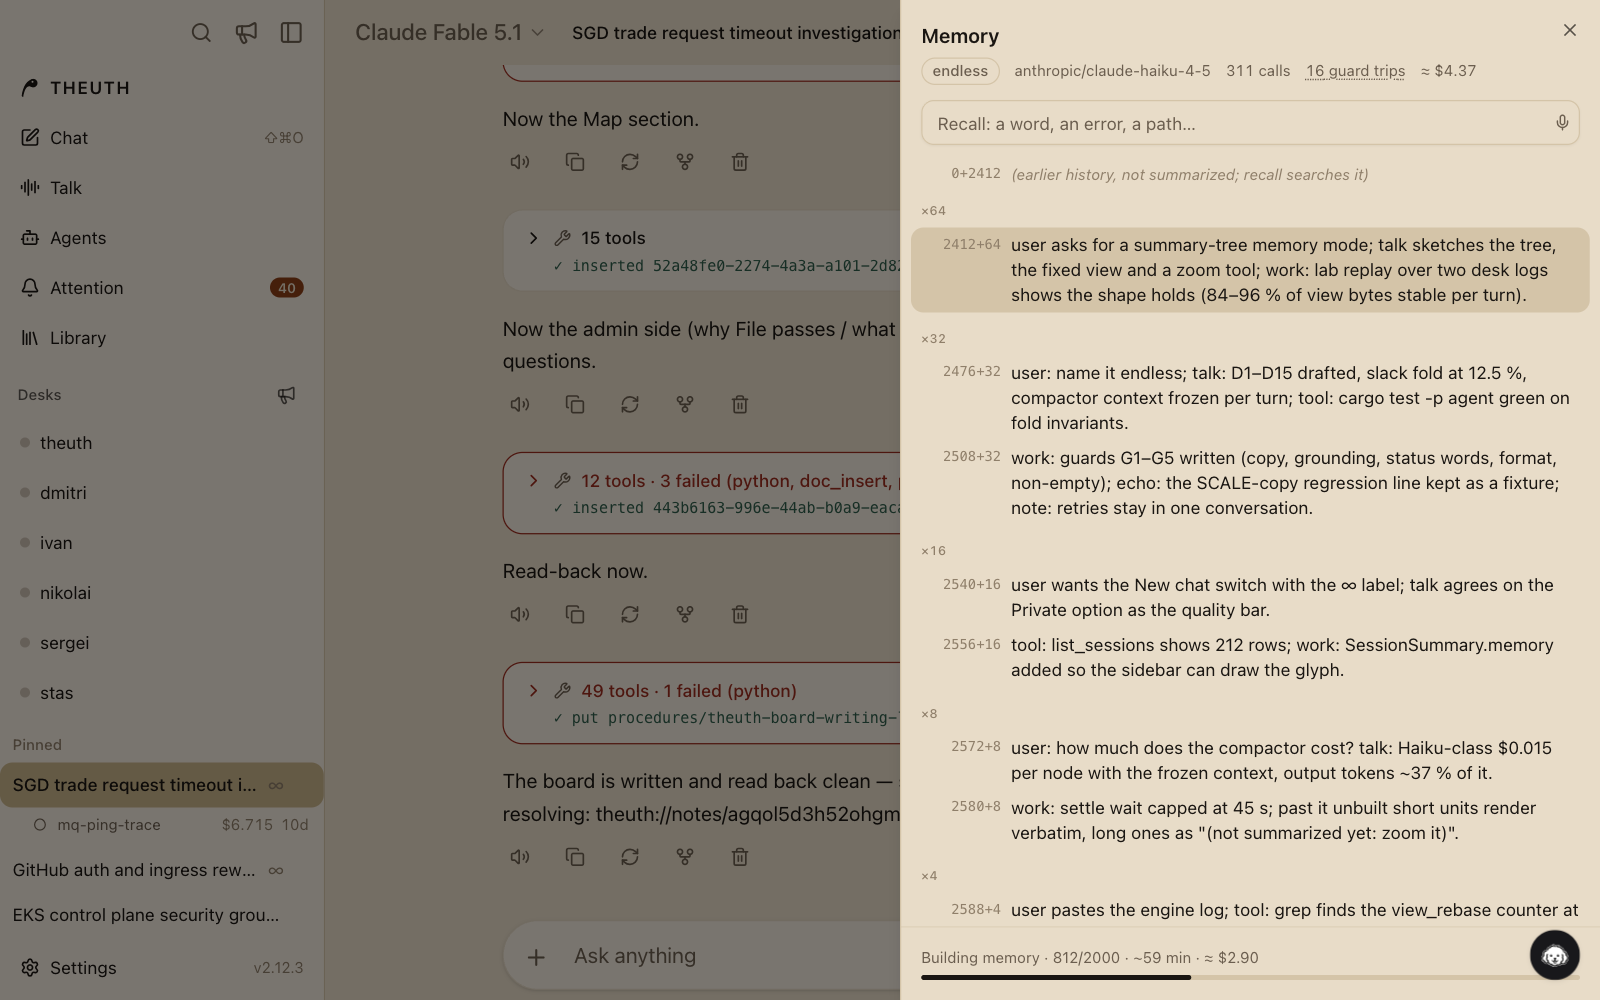 THEUTH
Chat ⇧⌘O
Talk
Agents
Attention 40
Library
Desks
theuth
dmitri
ivan
nikolai
sergei
stas
Pinned
SGD trade request timeout i... ∞
mq-ping-trace $6.715 10d
GitHub auth and ingress rew... ∞
EKS control plane security grou...
Settings v2.12.3
Claude Fable 5.1 SGD trade request timeout investigation
Now the Map section.
15 tools
✓ inserted 52a48fe0-2274-4a3a-a101-2d82
Now the admin side (why File passes / what
questions.
12 tools · 3 failed (python, doc_insert,
✓ inserted 443b6163-996e-44ab-b0a9-eaca
Read-back now.
49 tools · 1 failed (python)
✓ put procedures/theuth-board-writing-
The board is written and read back clean —
resolving: theuth://notes/agqol5d3h52ohgm
Ask anything
Memory
endless anthropic/claude-haiku-4-5 311 calls 16 guard trips ≈ $4.37
Recall: a word, an error, a path...
0+2412 (earlier history, not summarized; recall searches it)
×64
2412+64 user asks for a summary-tree memory mode; talk sketches the tree,
the fixed view and a zoom tool; work: lab replay over two desk logs
shows the shape holds (84–96 % of view bytes stable per turn).
×32
2476+32 user: name it endless; talk: D1–D15 drafted, slack fold at 12.5 %,
compactor context frozen per turn; tool: cargo test -p agent green on
fold invariants.
2508+32 work: guards G1–G5 written (copy, grounding, status words, format,
non-empty); echo: the SCALE-copy regression line kept as a fixture;
note: retries stay in one conversation.
×16
2540+16 user wants the New chat switch with the ∞ label; talk agrees on the
Private option as the quality bar.
2556+16 tool: list_sessions shows 212 rows; work: SessionSummary.memory
added so the sidebar can draw the glyph.
×8
2572+8 user: how much does the compactor cost? talk: Haiku-class $0.015
per node with the frozen context, output tokens ~37 % of it.
2580+8 work: settle wait capped at 45 s; past it unbuilt short units render
verbatim, long ones as "(not summarized yet: zoom it)".
×4
2588+4 user pastes the engine log; tool: grep finds the view_rebase counter at
Building memory · 812/2000 · ~59 min · ≈ $2.90